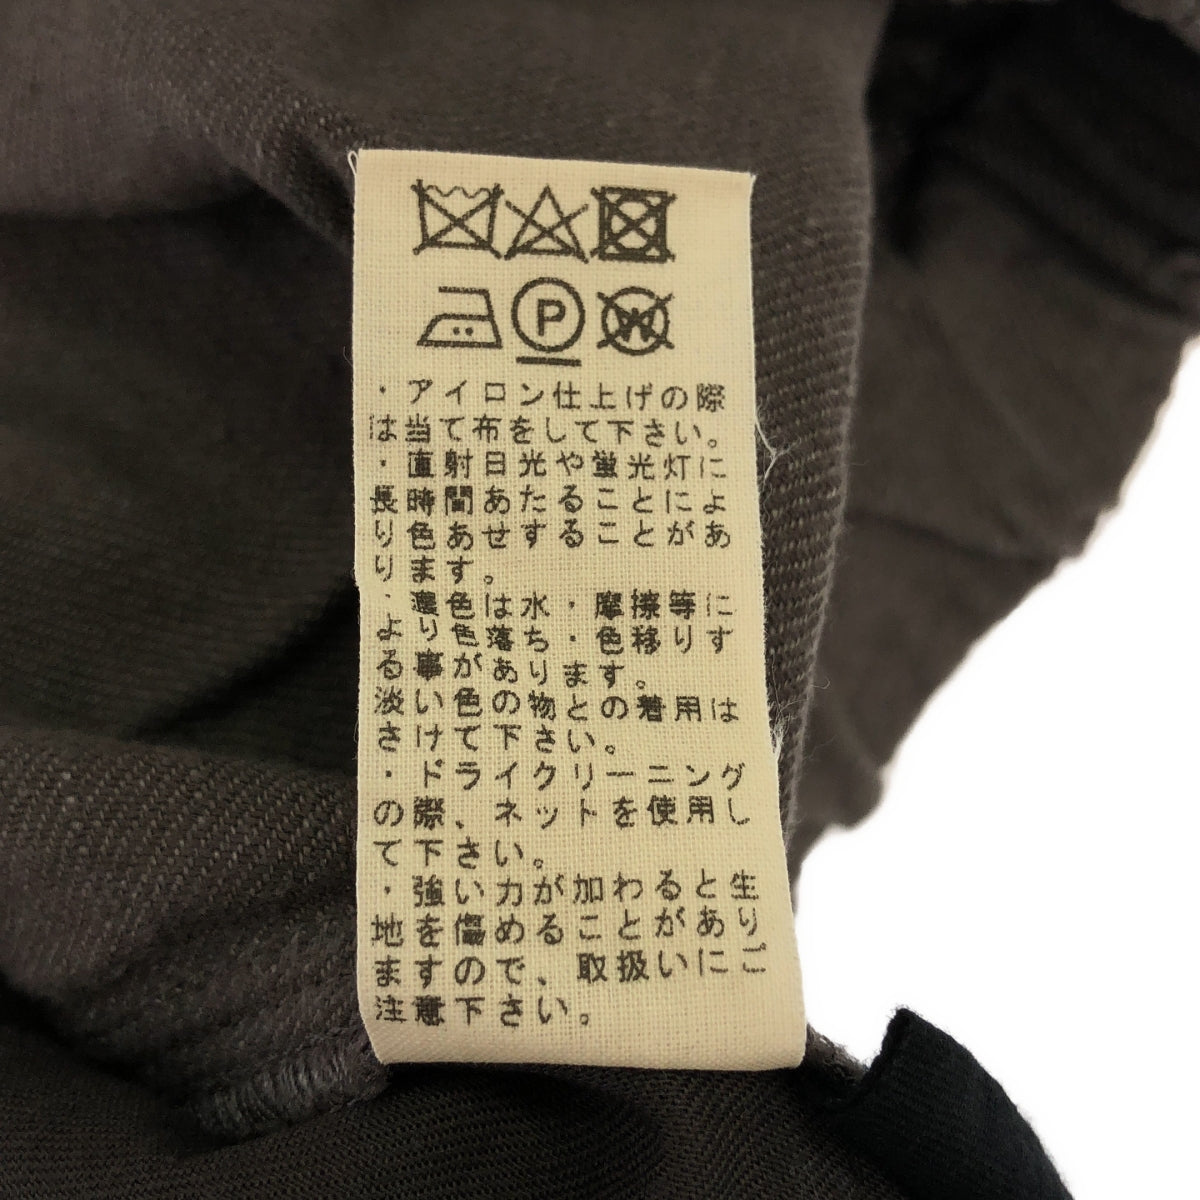 P W
・アイロン仕上げの際
は当て布をして下さい。
・直射日光や蛍光灯に
長時間あたることによ
り色あせすることがあ
ります。
・濃色は水・摩擦等に
より色落ち・色移りす
る事があります。
淡い色の物との着用は
さけて下さい。
・ドライクリーニング
の際、ネットを使用し
て下さい。
・強い力が加わると生
地を傷めることがあり
ますので、取扱いにご
注意下さい。